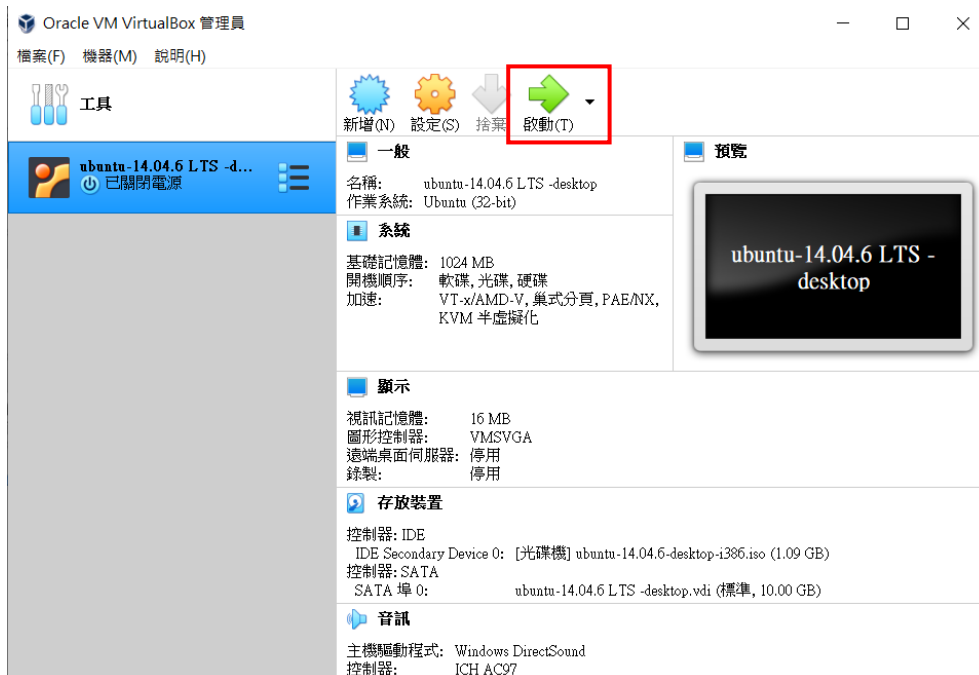 Oracle VM VirtualBox 管理員
檔案(F) 機器(M) 說明(H)
工具
新增(N) 設定(S) 捨棄 啟動(T)
ubuntu-14.04.6 LTS -d...
已關閉電源
一般
名稱: ubuntu-14.04.6 LTS -desktop
作業系統: Ubuntu (32-bit)
系統
基礎記憶體: 1024 MB
開機順序: 軟碟, 光碟, 硬碟
加速: VT-x/AMD-V, 巢式分頁, PAE/NX,
KVM 半虛擬化
預覽
ubuntu-14.04.6 LTS -
desktop
顯示
視訊記憶體: 16 MB
圖形控制器: VMSVGA
遠端桌面伺服器: 停用
錄製: 停用
存放裝置
控制器: IDE
IDE Secondary Device 0: [光碟機] ubuntu-14.04.6-desktop-i386.iso (1.09 GB)
控制器: SATA
SATA 埠 0: ubuntu-14.04.6 LTS -desktop.vdi (標準, 10.00 GB)
音訊
主機驅動程式: Windows DirectSound
控制器: ICH AC97